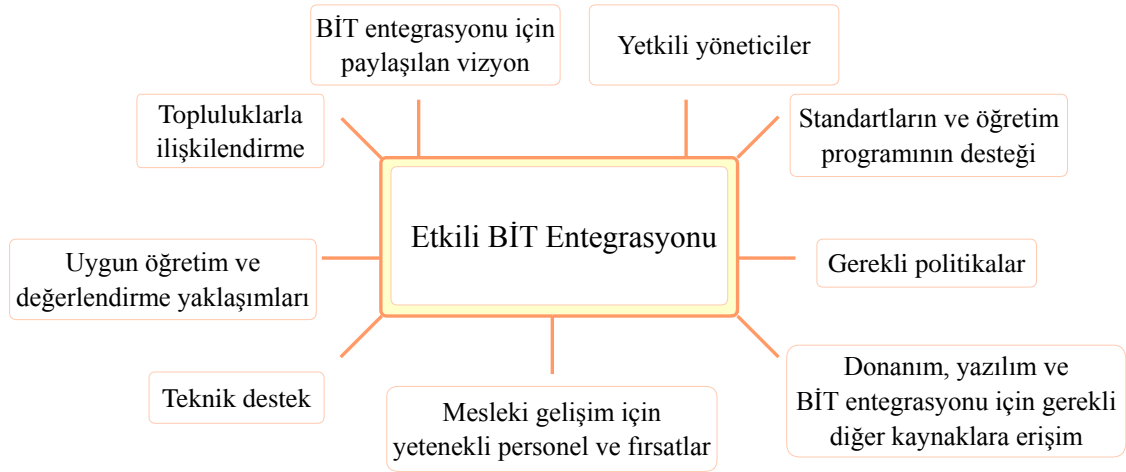 BİT entegrasyonu için
paylaşılan vizyon
Yetkili yöneticiler
Topluluklarla
ilişkilendirme
Standartların ve öğretim
programının desteği
Etkili BİT Entegrasyonu
Uygun öğretim ve
değerlendirme yaklaşımları
Gerekli politikalar
Teknik destek
Mesleki gelişim için
yetenekli personel ve fırsatlar
Donanım, yazılım ve
BİT entegrasyonu için gerekli
diğer kaynaklara erişim